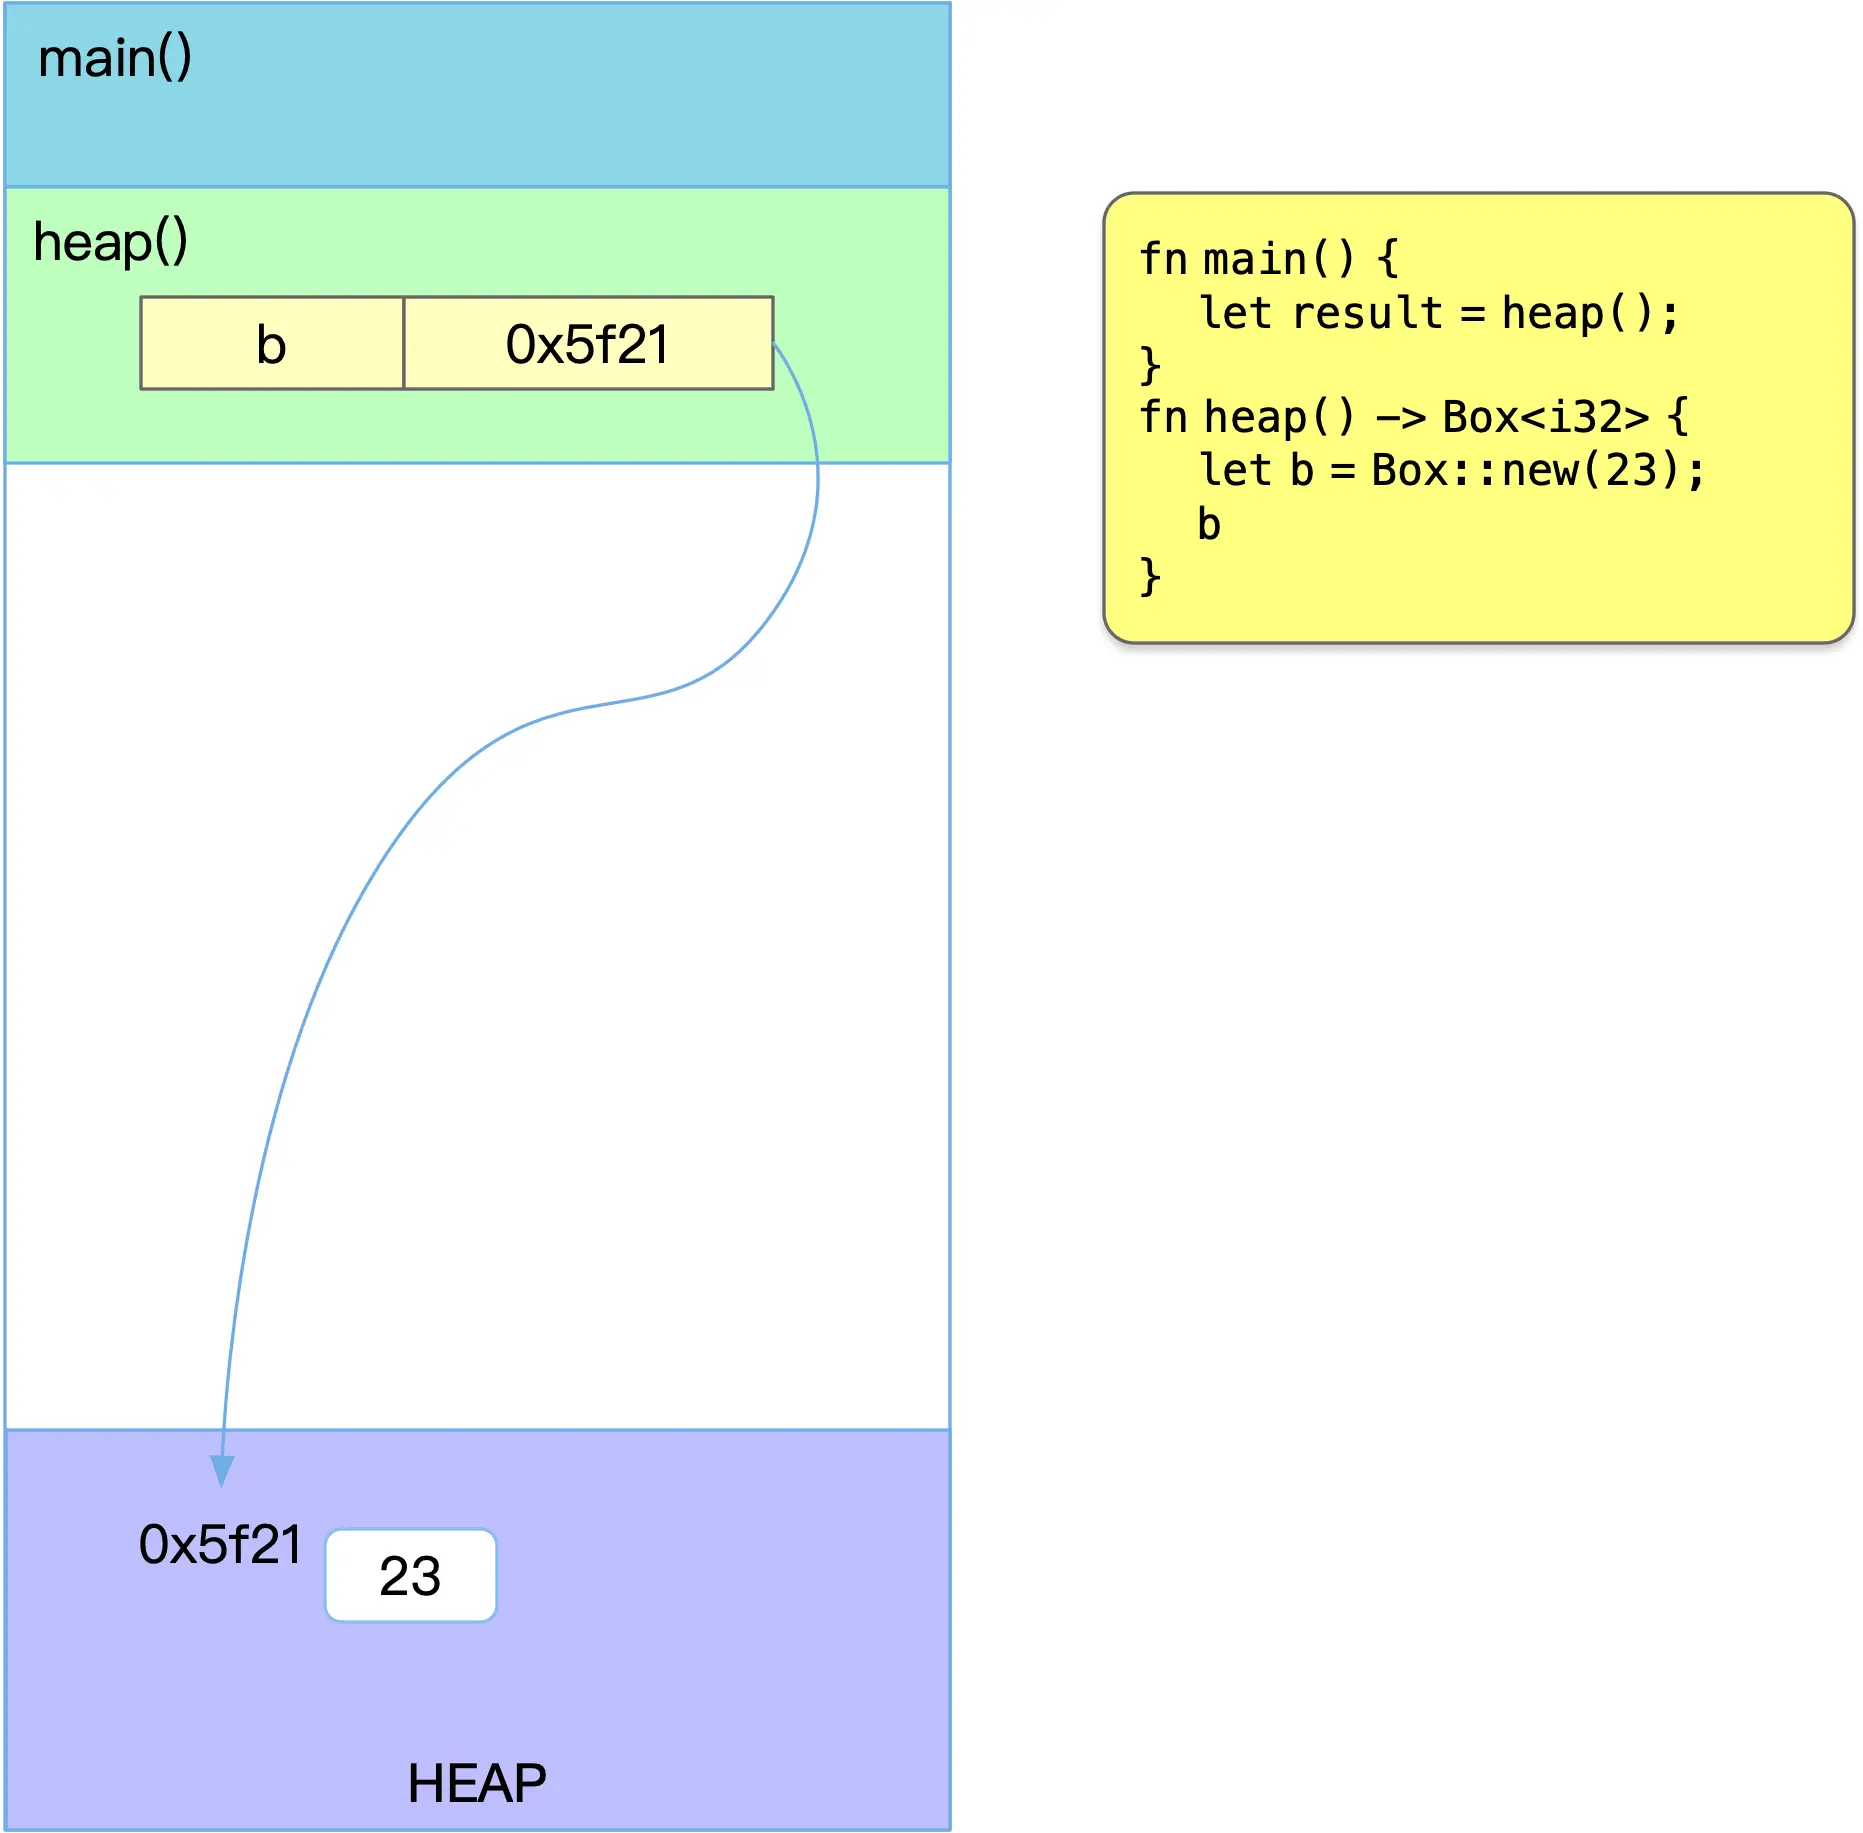 main()
heap()
b 0x5f21
fn main() {
let result = heap();
}
fn heap() –> Box<i32> {
let b = Box::new(23);
b
}
0x5f21
23
HEAP